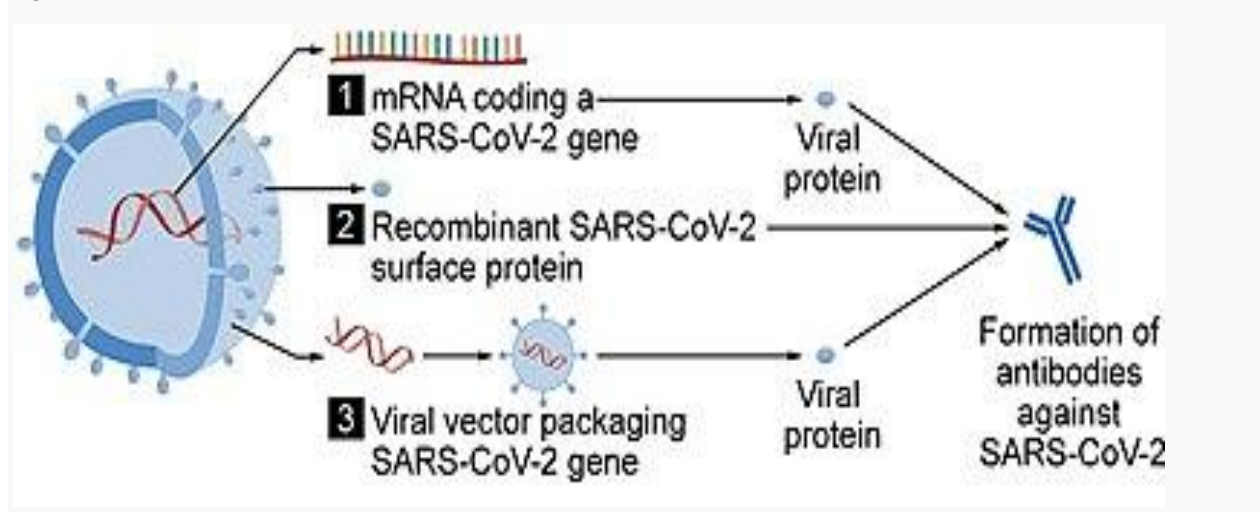 1 mRNA coding a
SARS-CoV-2 gene
Viral
protein
2 Recombinant SARS-CoV-2
surface protein
3 Viral vector packaging
SARS-CoV-2 gene
Viral
protein
Formation of
antibodies
against
SARS-CoV-2